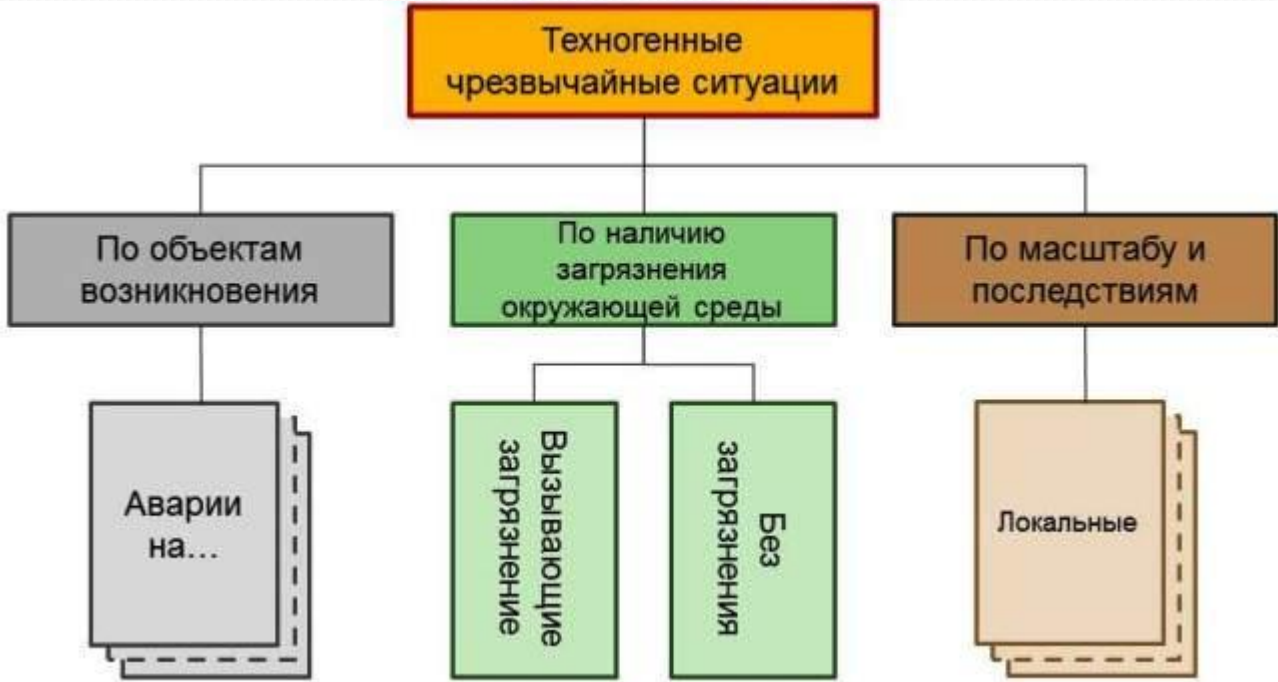 Техногенные
чрезвычайные ситуации
По объектам
возникновения
По наличию
загрязнения
окружающей среды
По масштабу и
последствиям
Аварии
на...
Вызывающие
загрязнение
Без
загрязнения
Локальные